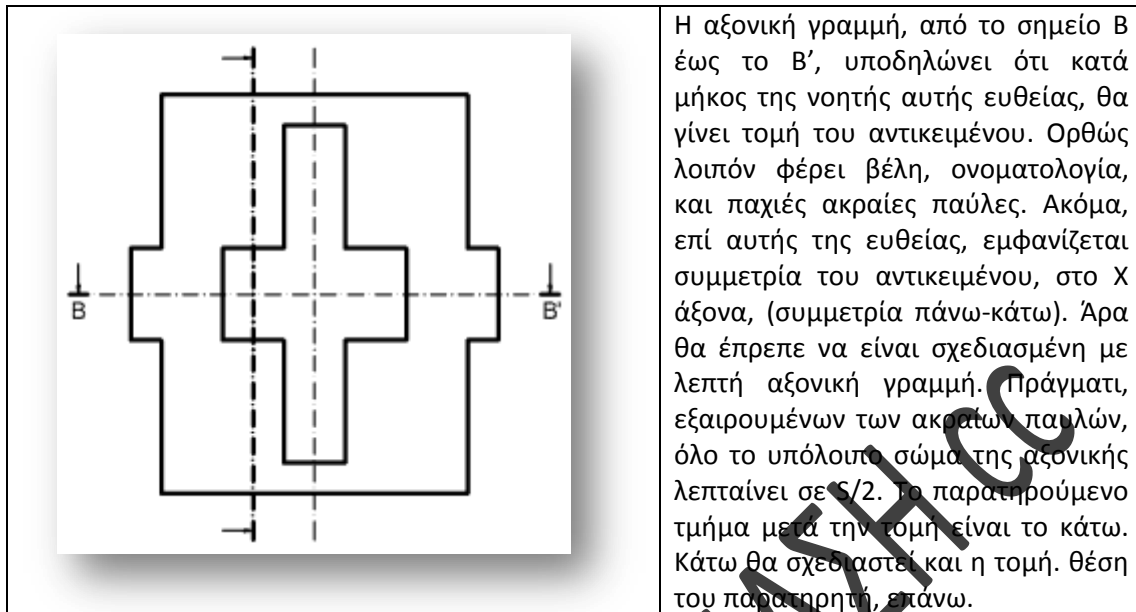 Η αξονική γραμμή, από το σημείο Β
έως το Β’, υποδηλώνει ότι κατά
μήκος της νοητής αυτής ευθείας, θα
γίνει τομή του αντικειμένου. Ορθώς
λοιπόν φέρει βέλη, ονοματολογία,
και παχιές ακραίες παύλες. Ακόμα,
επί αυτής της ευθείας, εμφανίζεται
συμμετρία του αντικειμένου, στο Χ
άξονα, (συμμετρία πάνω-κάτω). Άρα
θα έπρεπε να είναι σχεδιασμένη με
λεπτή αξονική γραμμή. Πράγματι,
εξαιρουμένων των ακραίων παυλών,
όλο το υπόλοιπο σώμα της αξονικής
λεπταίνει σε S/2. Το παρατηρούμενο
τμήμα μετά την τομή είναι το κάτω.
Κάτω θα σχεδιαστεί και η τομή. θέση
του παρατηρητή, επάνω.
B
B'
ASH cc